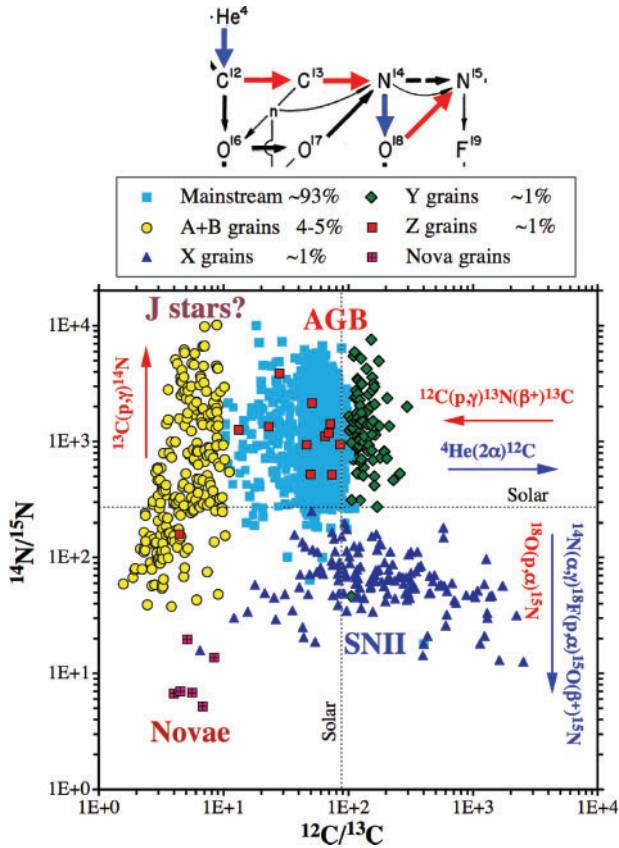 ·He⁴
C¹² C¹³ N¹⁴ N¹⁵
n
O¹⁶ O¹⁷ O¹⁸ F¹⁹
Mainstream ~93%
A+B grains 4-5%
X grains ~1%
Y grains ~1%
Z grains ~1%
Nova grains
J stars?
AGB
¹³C(p,γ)¹⁴N
¹²C(p,γ)¹³N(β+)¹³C
⁴He(2α)¹²C
Solar
¹⁸O(p,α)¹⁵N
¹⁴N(α,γ)¹⁸F(p,α)¹⁵O(β+)¹⁵N
SNII
Solar
Novae
¹⁴N/¹⁵N
1E+4
1E+3
1E+2
1E+1
1E+0
1E+0 1E+1 1E+2 1E+3 1E+4
¹²C/¹³C